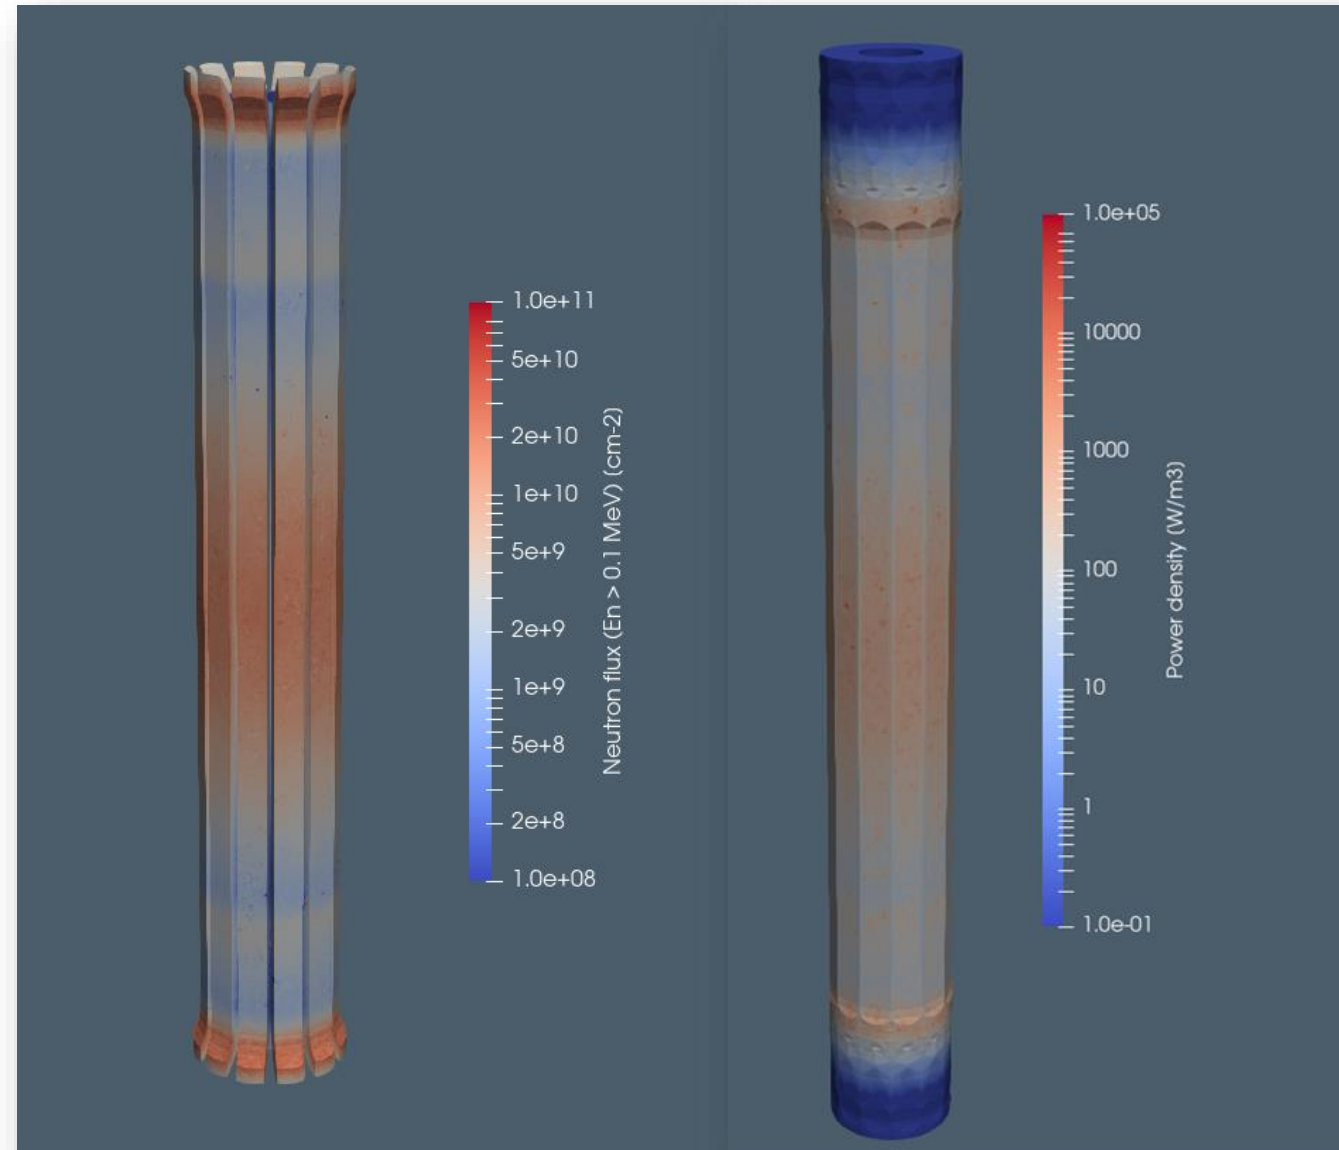 1.0e+11
5e+10
2e+10
1e+10
5e+9
2e+9
1e+9
5e+8
2e+8
1.0e+08
Neutron flux (En > 0.1 MeV) (cm-2)
1.0e+05
10000
1000
100
10
1
1.0e-01
Power density (W/m3)